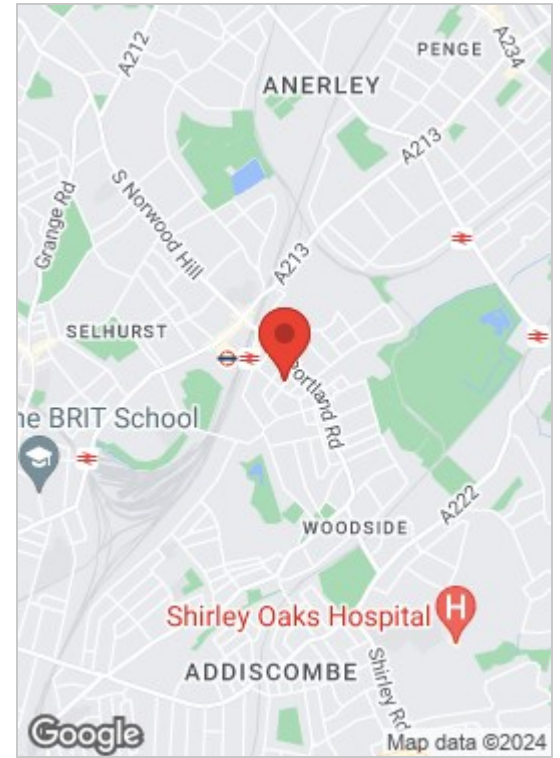 PENGE
A234
A212
ANERLEY
A213
S Norwood Hill
Grange Rd
A213
SELHURST
Portland Rd
he BRIT School
A222
WOODSIDE
Shirley Oaks Hospital
H
ADDISCOMBE
Shirley Rd
Google
Map data ©2024